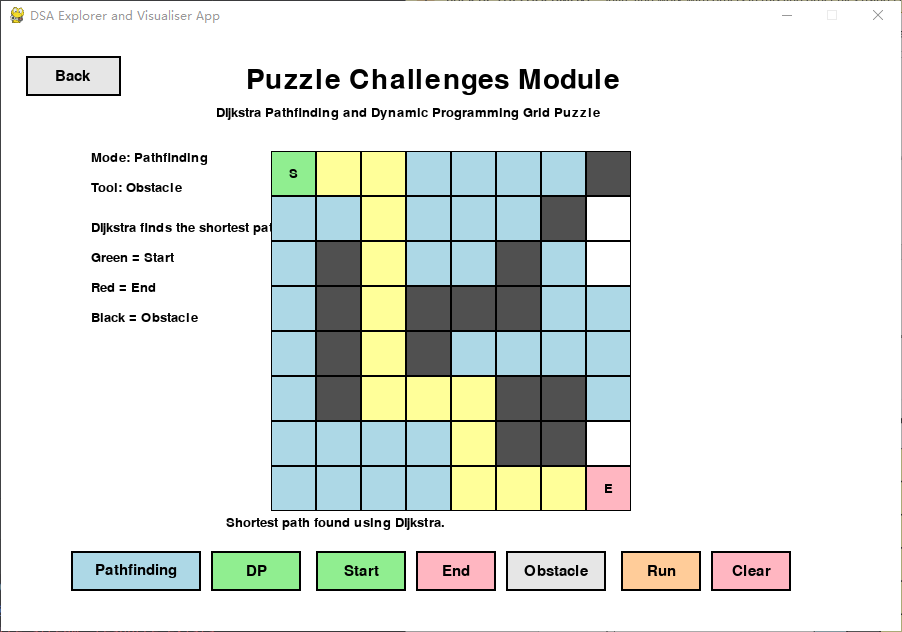 DSA Explorer and Visualiser App
Back
Puzzle Challenges Module
Dijkstra Pathfinding and Dynamic Programming Grid Puzzle
Mode: Pathfinding
Tool: Obstacle
Dijkstra finds the shortest pat
Green = Start
Red = End
Black = Obstacle
S
E
Shortest path found using Dijkstra.
Pathfinding
DP
Start
End
Obstacle
Run
Clear